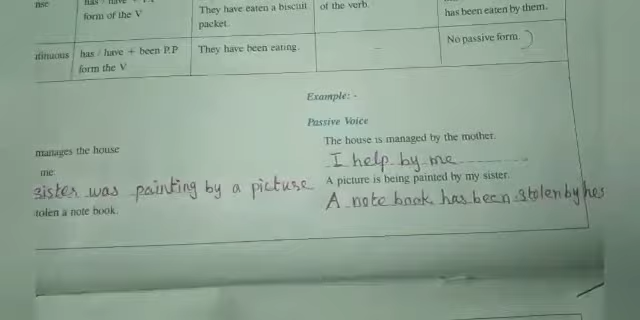 has / have + P.P
form of the V
They have eaten a biscuit
packet.
of the verb.
has been eaten by them.
has / have + been P.P
form the V
They have been eating.
–
No passive form.
Example: -
Passive Voice
manages the house
The house is managed by the mother.
me.
I help by me
sister was painting by a picture
A picture is being painted by my sister.
tolen a note book.
A note book has been stolen by